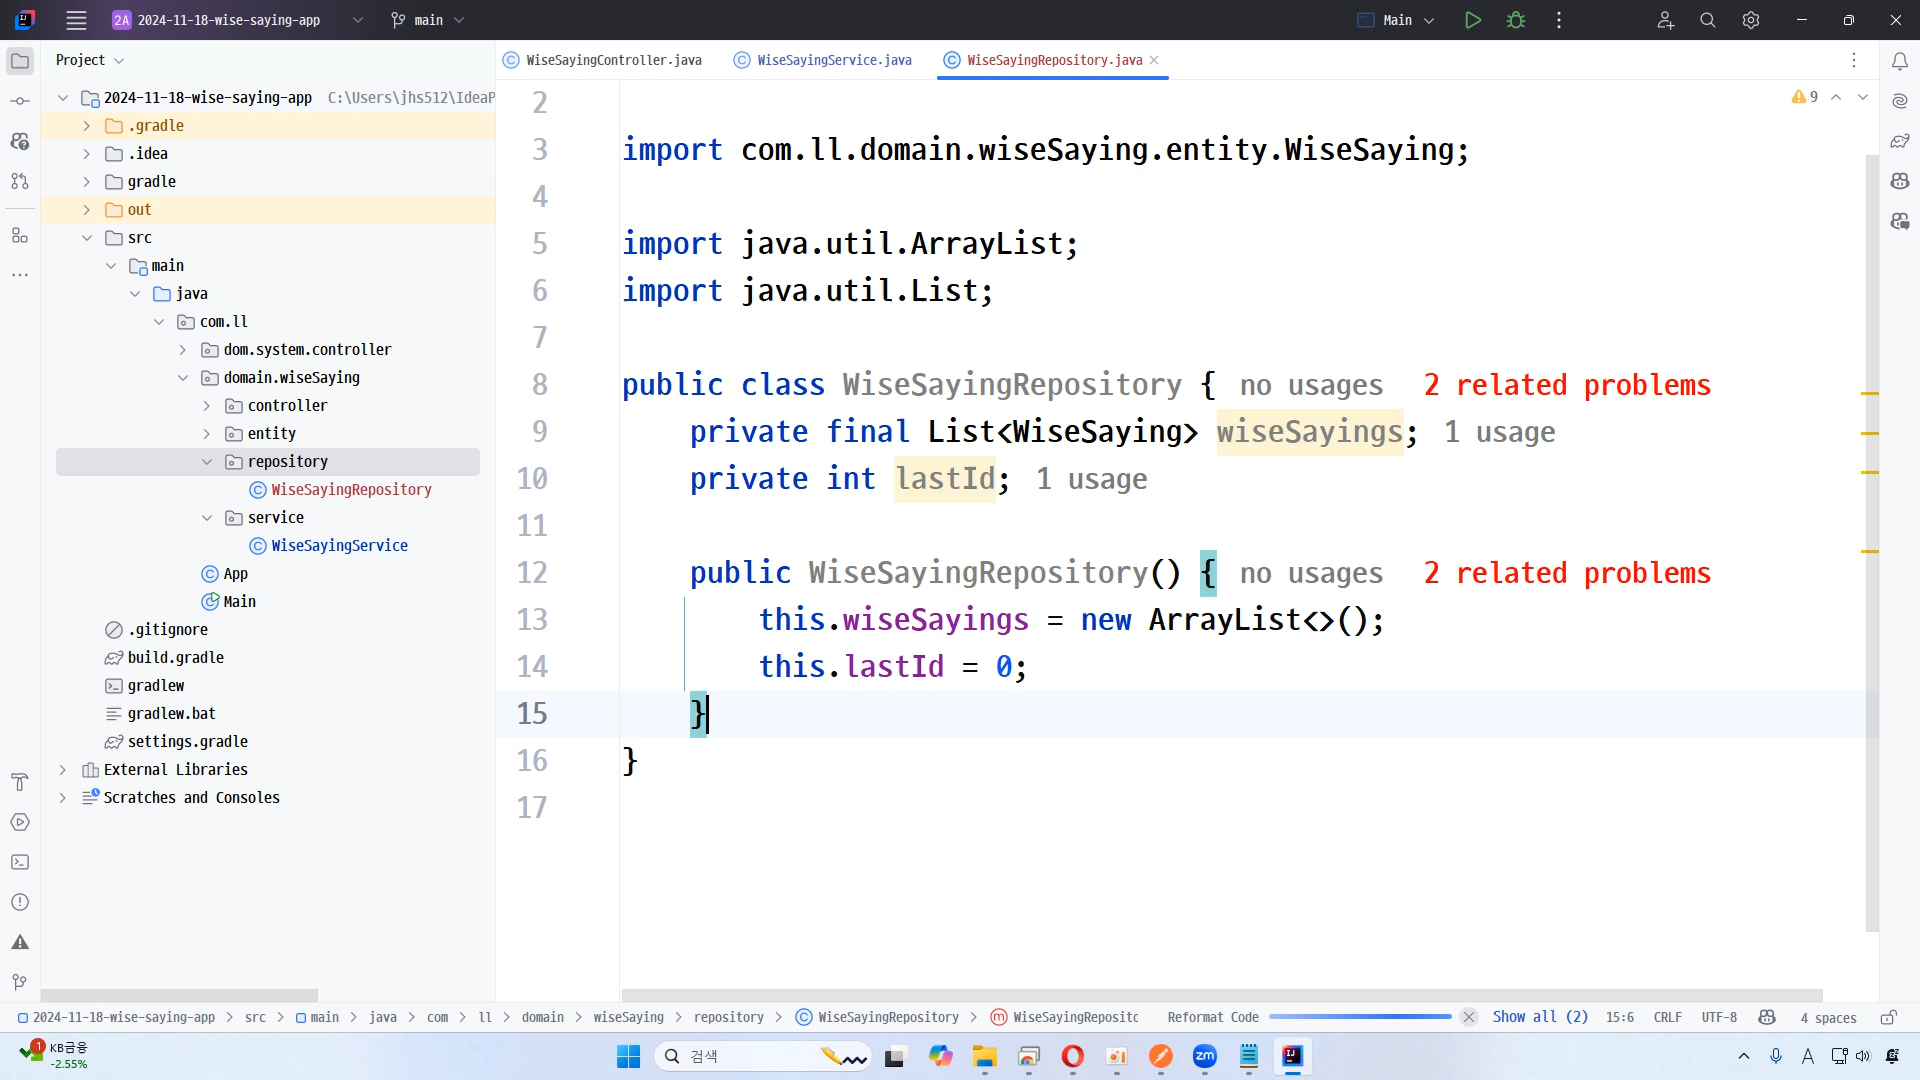 2A 2024-11-18-wise-saying-app
main
Main
Project
WiseSayingController.java
WiseSayingService.java
WiseSayingRepository.java
2024-11-18-wise-saying-app C:\Users\jhs512\IdeaP
.gradle
.idea
gradle
out
src
main
java
com.ll
dom.system.controller
domain.wiseSaying
controller
entity
repository
WiseSayingRepository
service
WiseSayingService
App
Main
.gitignore
build.gradle
gradlew
gradlew.bat
settings.gradle
External Libraries
Scratches and Consoles
9
2
3 import com.ll.domain.wiseSaying.entity.WiseSaying;
4
5 import java.util.ArrayList;
6 import java.util.List;
7
8 public class WiseSayingRepository { no usages 2 related problems
9 private final List<WiseSaying> wiseSayings; 1 usage
10 private int lastId; 1 usage
11
12 public WiseSayingRepository() { no usages 2 related problems
13 this.wiseSayings = new ArrayList<>();
14 this.lastId = 0;
15 }
16 }
17
2024-11-18-wise-saying-app > src > main > java > com > ll > domain > wiseSaying > repository > WiseSayingRepository > WiseSayingReposito
Reformat Code
Show all (2)
15:6
CRLF
UTF-8
4 spaces
1
KB금융
-2.55%
검색
zm
A